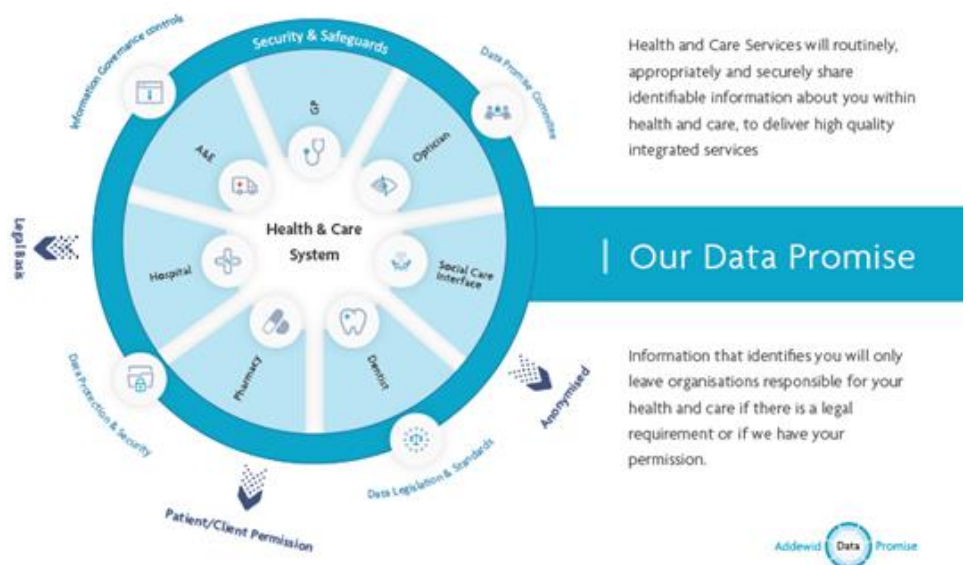 Information Governance controls
Security & Safeguards
Data Promise Committee
GP
A&E
Optician
Health & Care
System
Hospital
Social Care
Interface
Pharmacy
Dentist
Legal Basis
Data Protection & Security
Anonymised
Data Legislation & Standards
Patient/Client Permission
Health and Care Services will routinely,
appropriately and securely share
identifiable information about you within
health and care, to deliver high quality
integrated services
Our Data Promise
Information that identifies you will only
leave organisations responsible for your
health and care if there is a legal
requirement or if we have your
permission.
Addewid Data Promise